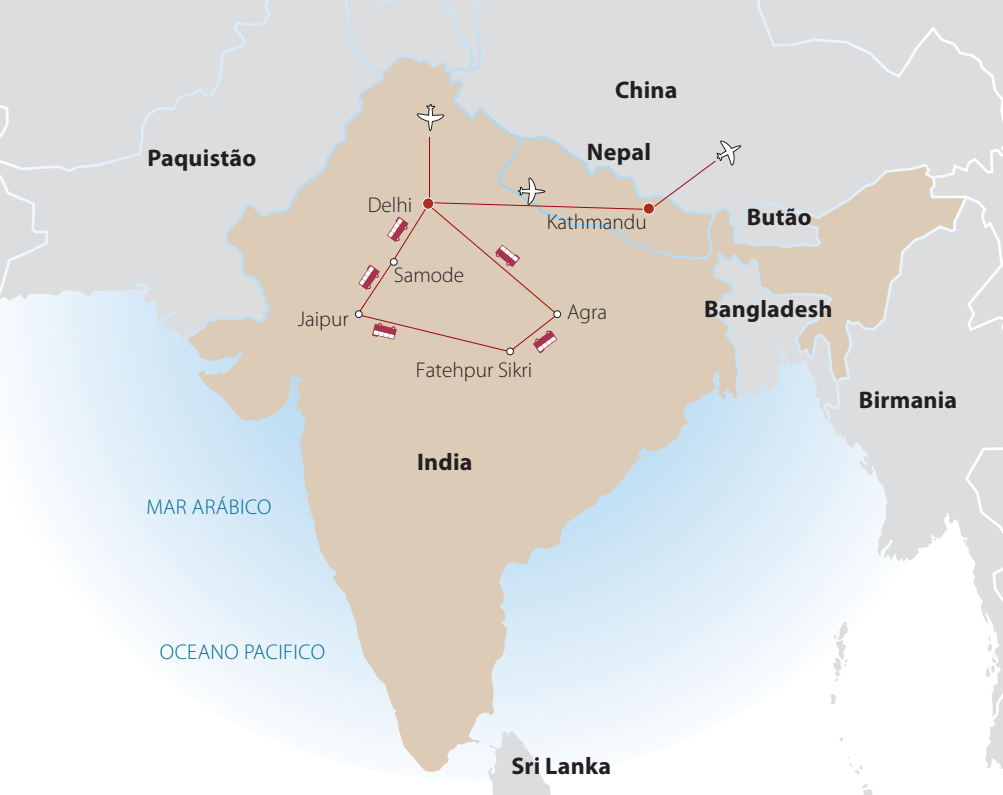 China
Nepal
Paquistão
Delhi
Butão
Kathmandu
Samode
Bangladesh
Agra
Jaipur
Fatehpur Sikri
Birmania
India
MAR ARÁBICO
OCEANO PACIFICO
Sri Lanka